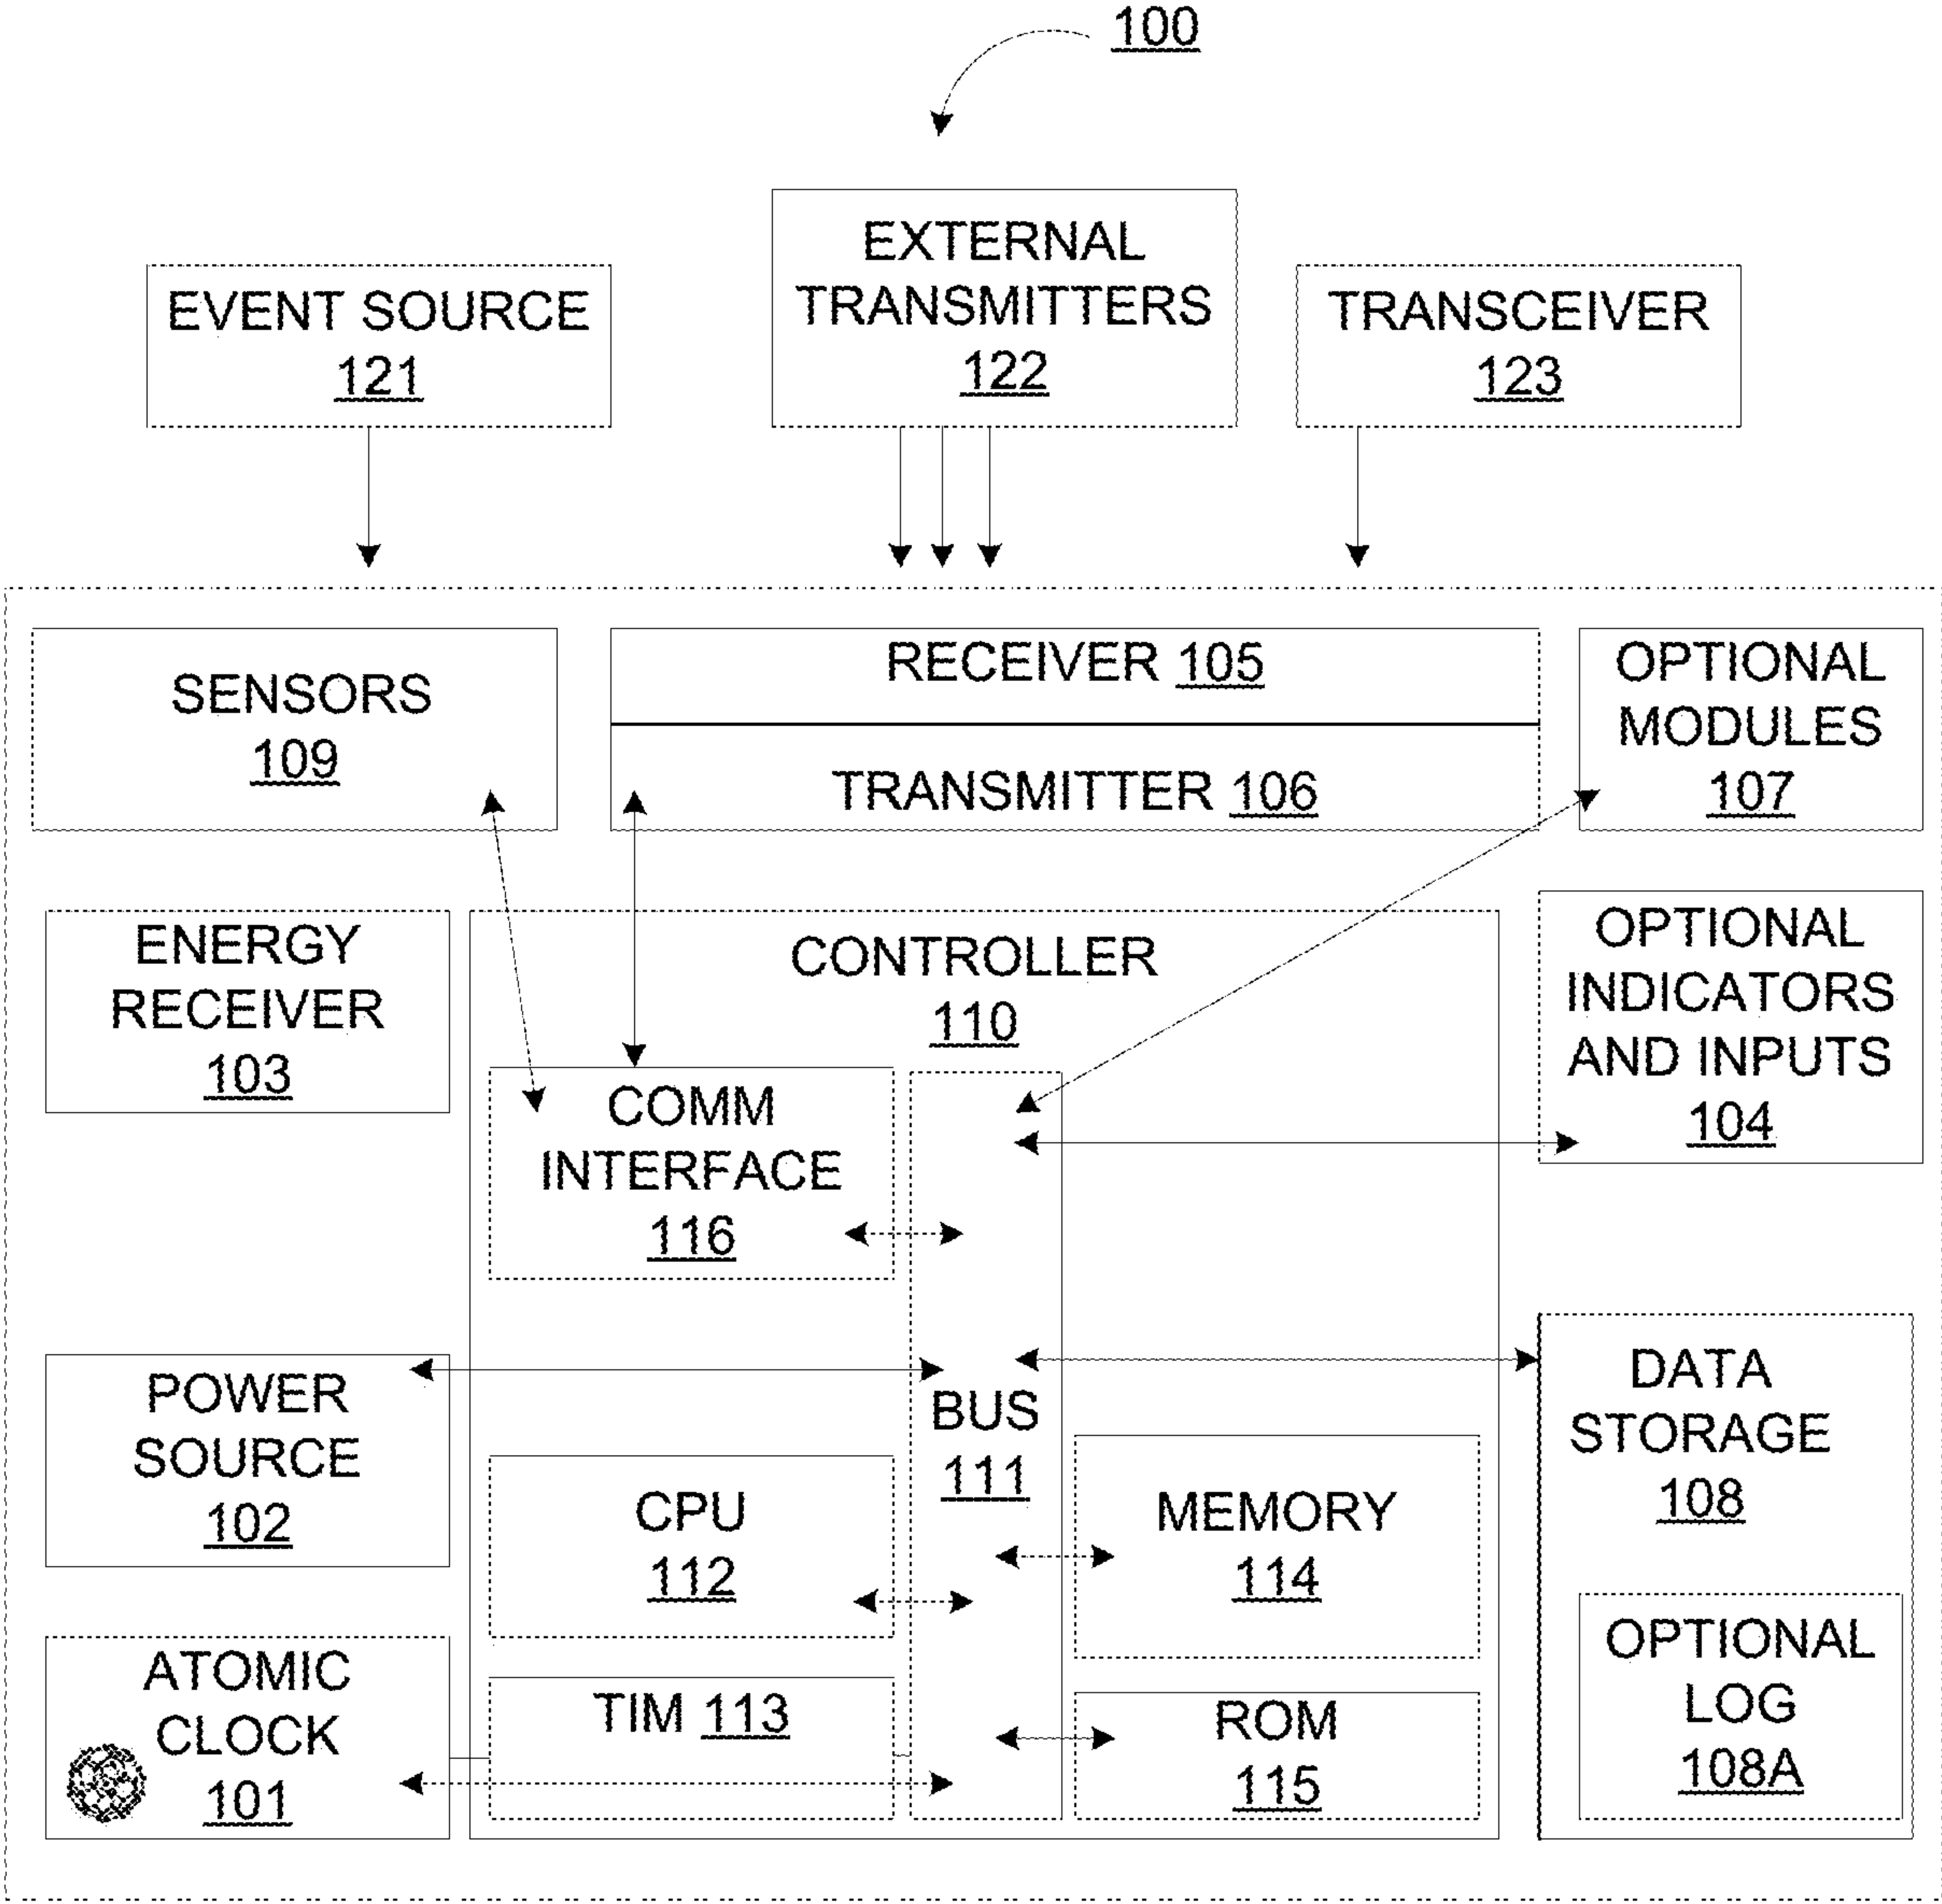 100
EVENT SOURCE
121
EXTERNAL
TRANSMITTERS
122
TRANSCEIVER
123
SENSORS
109
RECEIVER 105
TRANSMITTER 106
OPTIONAL
MODULES
107
ENERGY
RECEIVER
103
CONTROLLER
110
OPTIONAL
INDICATORS
AND INPUTS
104
COMM
INTERFACE
116
POWER
SOURCE
102
BUS
111
DATA
STORAGE
108
CPU
112
MEMORY
114
ATOMIC
CLOCK
101
TIM 113
ROM
115
OPTIONAL
LOG
108A